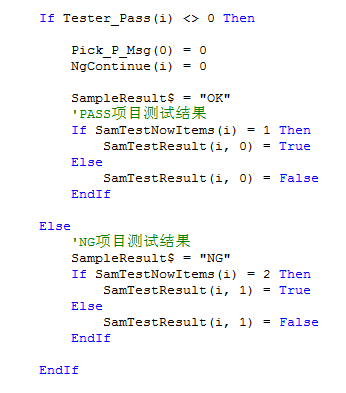 If Tester_Pass(i) <> 0 Then
Pick_P_Msg(0) = 0
NgContinue(i) = 0
SampleResult$ = "OK"
'PASS项目测试结果
If SamTestNowItems(i) = 1 Then
SamTestResult(i, 0) = True
Else
SamTestResult(i, 0) = False
EndIf
Else
'NG项目测试结果
SampleResult$ = "NG"
If SamTestNowItems(i) = 2 Then
SamTestResult(i, 1) = True
Else
SamTestResult(i, 1) = False
EndIf
EndIf